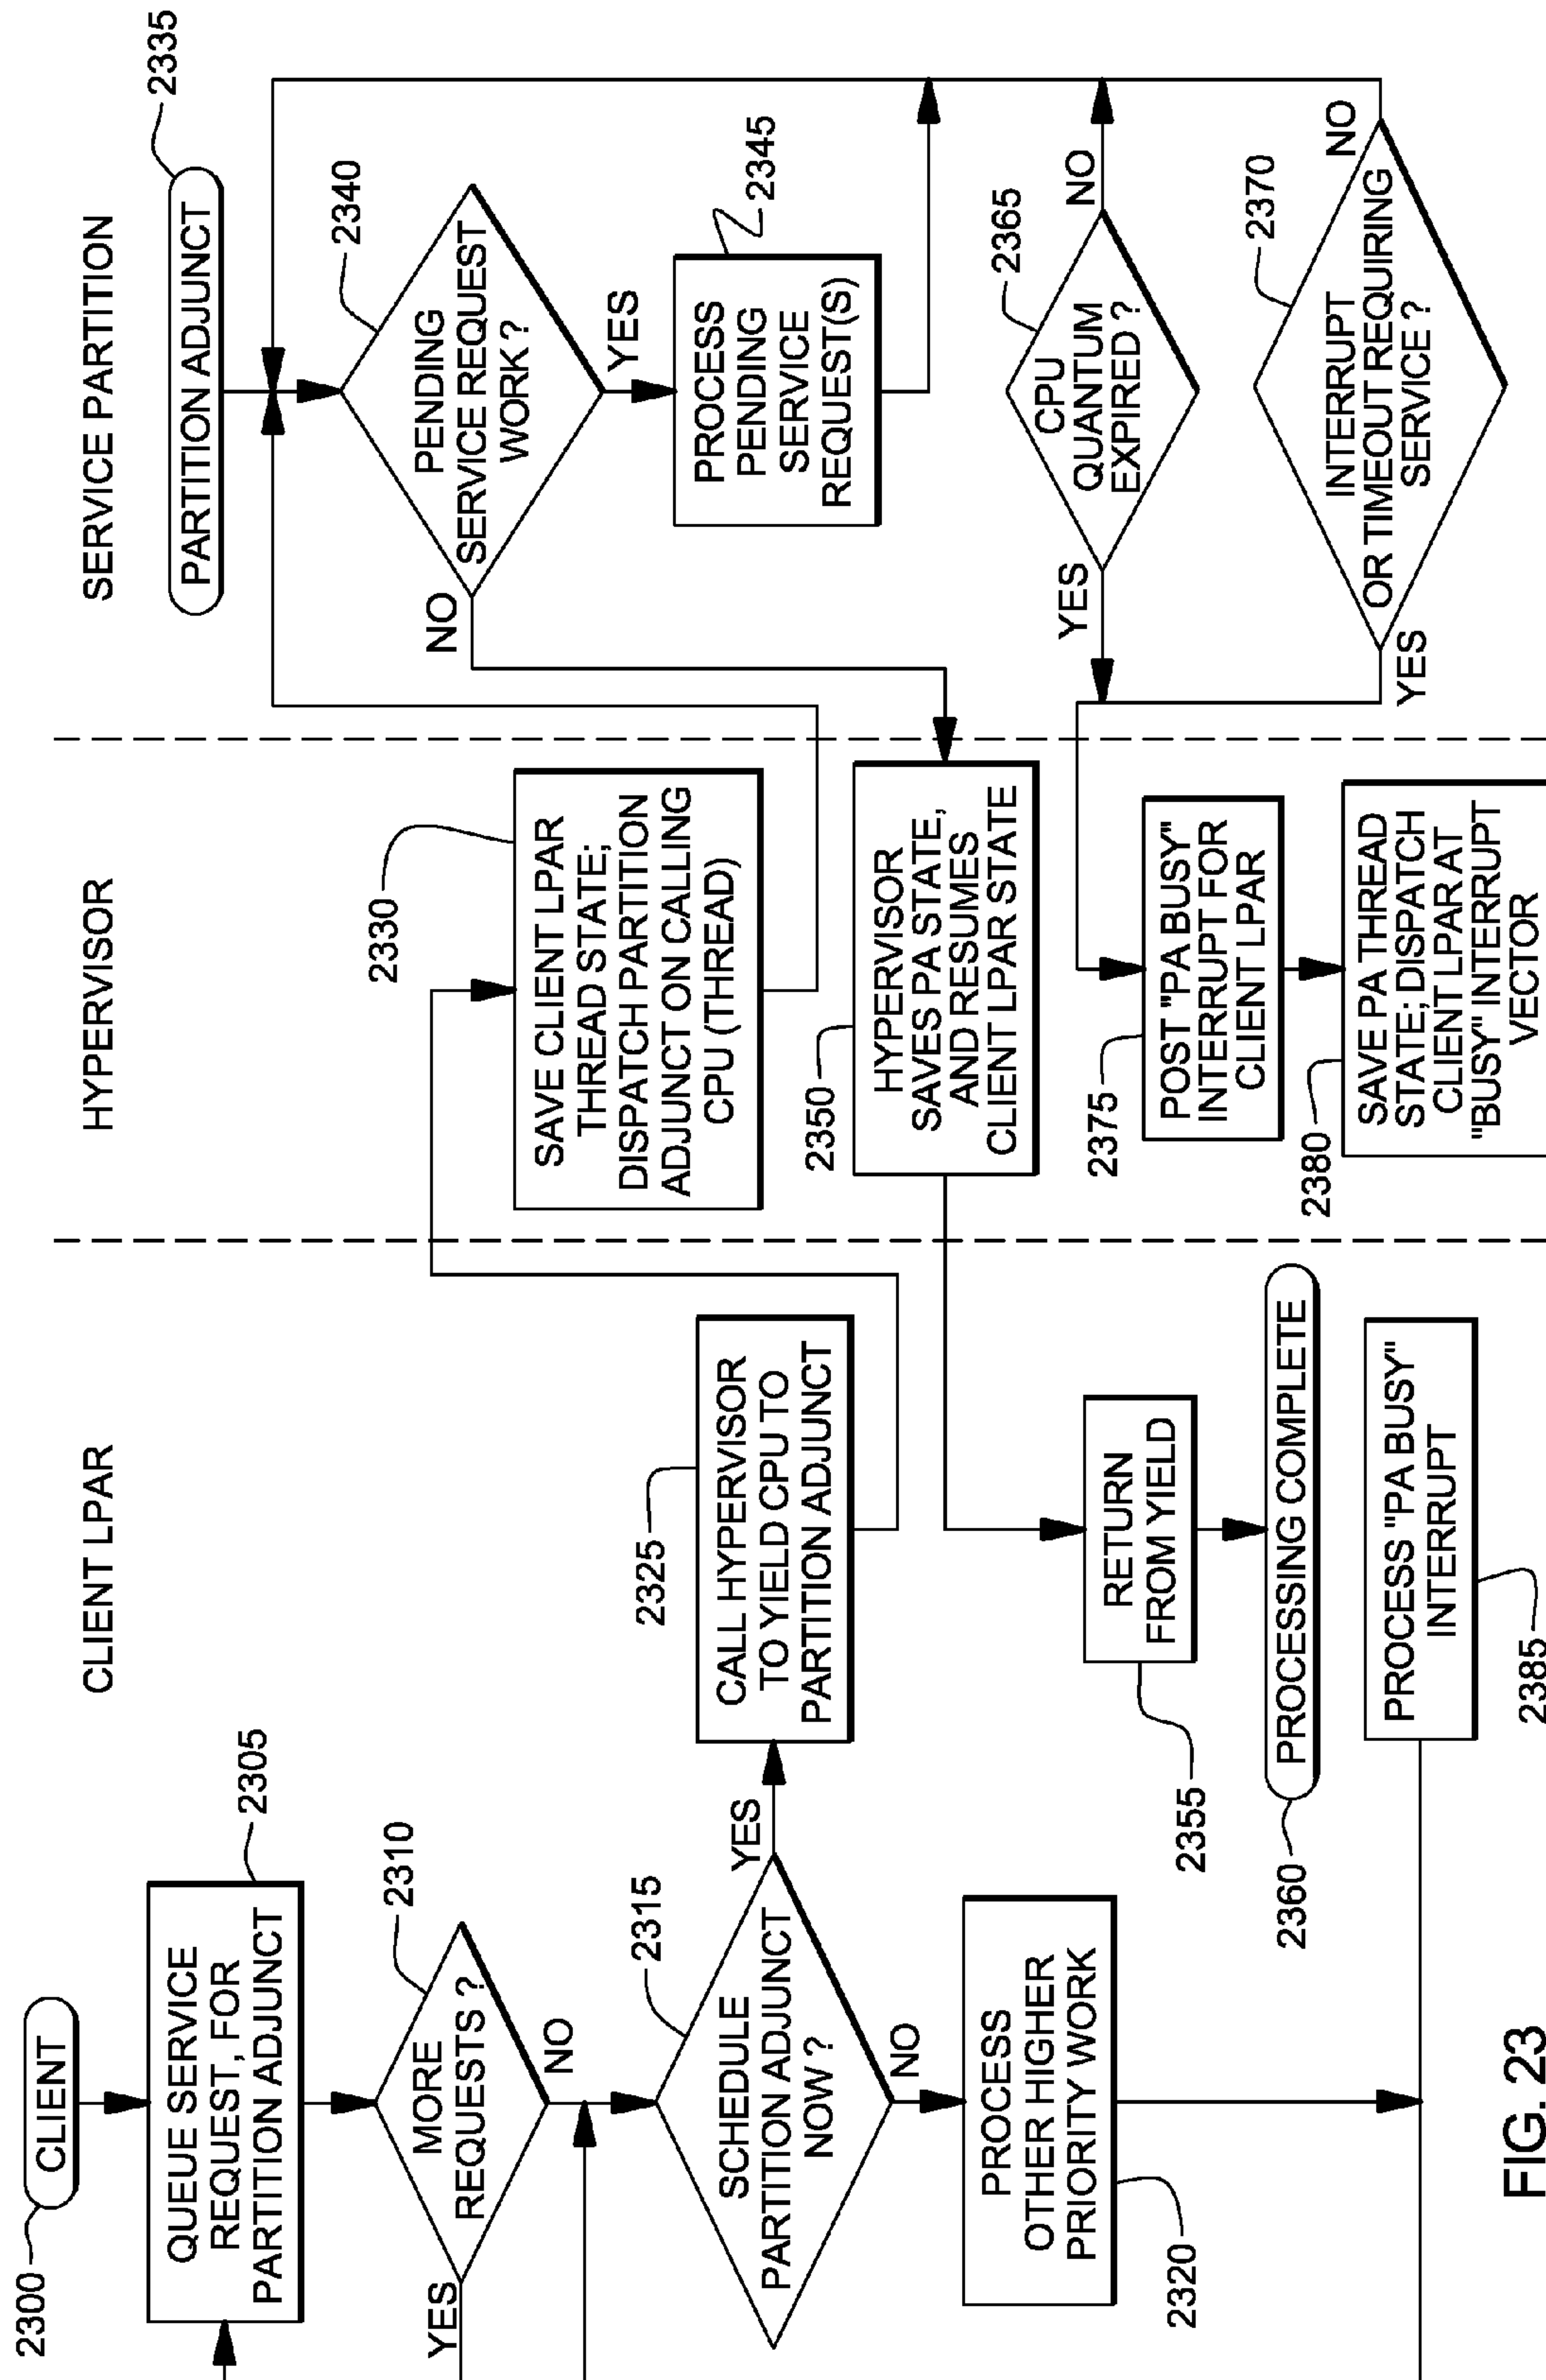 CLIENT LPAR
HYPERVISOR
SERVICE PARTITION
2300
CLIENT
QUEUE SERVICE
REQUEST, FOR
PARTITION ADJUNCT
2305
MORE
REQUESTS ?
2310
YES
NO
SCHEDULE
PARTITION ADJUNCT
NOW ?
2315
YES
NO
PROCESS
OTHER HIGHER
PRIORITY WORK
2320
CALL HYPERVISOR
TO YIELD CPU TO
PARTITION ADJUNCT
2325
RETURN
FROM YIELD
2355
PROCESSING COMPLETE
2360
PROCESS "PA BUSY"
INTERRUPT
2385
SAVE CLIENT LPAR
THREAD STATE;
DISPATCH PARTITION
ADJUNCT ON CALLING
CPU (THREAD)
2330
HYPERVISOR
SAVES PA STATE,
AND RESUMES
CLIENT LPAR STATE
2350
POST "PA BUSY"
INTERRUPT FOR
CLIENT LPAR
2375
SAVE PA THREAD
STATE; DISPATCH
CLIENT LPAR AT
"BUSY" INTERRUPT
VECTOR
2380
PARTITION ADJUNCT
2335
PENDING
SERVICE REQUEST
WORK ?
2340
NO
YES
PROCESS
PENDING
SERVICE
REQUEST(S)
2345
CPU
QUANTUM
EXPIRED ?
2365
YES
NO
INTERRUPT
OR TIMEOUT REQUIRING
SERVICE ?
2370
YES
NO
FIG. 23